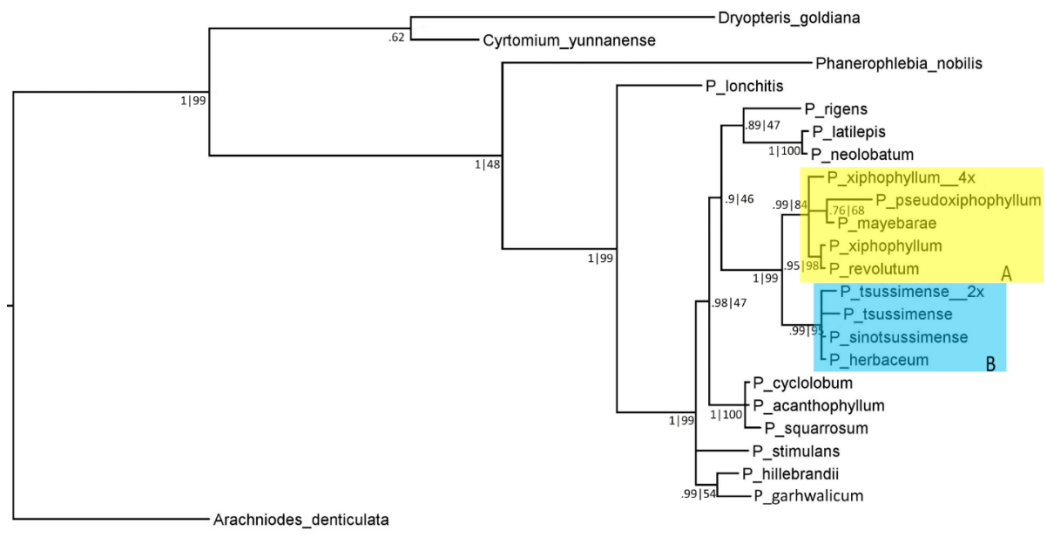 Dryopteris_goldiana
.62
Cyrtomium_yunnanense
Phanerophlebia_nobilis
1|99
P_lonchitis
P_rigens
.89|47
P_latilepis
1|100
P_neolobatum
1|48
P_xiphophyllum__4x
.9|46
.99|84
P_pseudoxiphophyllum
.76|68
P_mayebarae
P_xiphophyllum
1|99
.95|98
P_revolutum
A
1|99
P_tsussimense__2x
.98|47
P_tsussimense
.99|95
P_sinotsussimense
P_herbaceum
B
P_cyclolobum
P_acanthophyllum
1|99
1|100
P_squarrosum
P_stimulans
P_hillebrandii
.99|54
P_garhwalicum
Arachniodes_denticulata